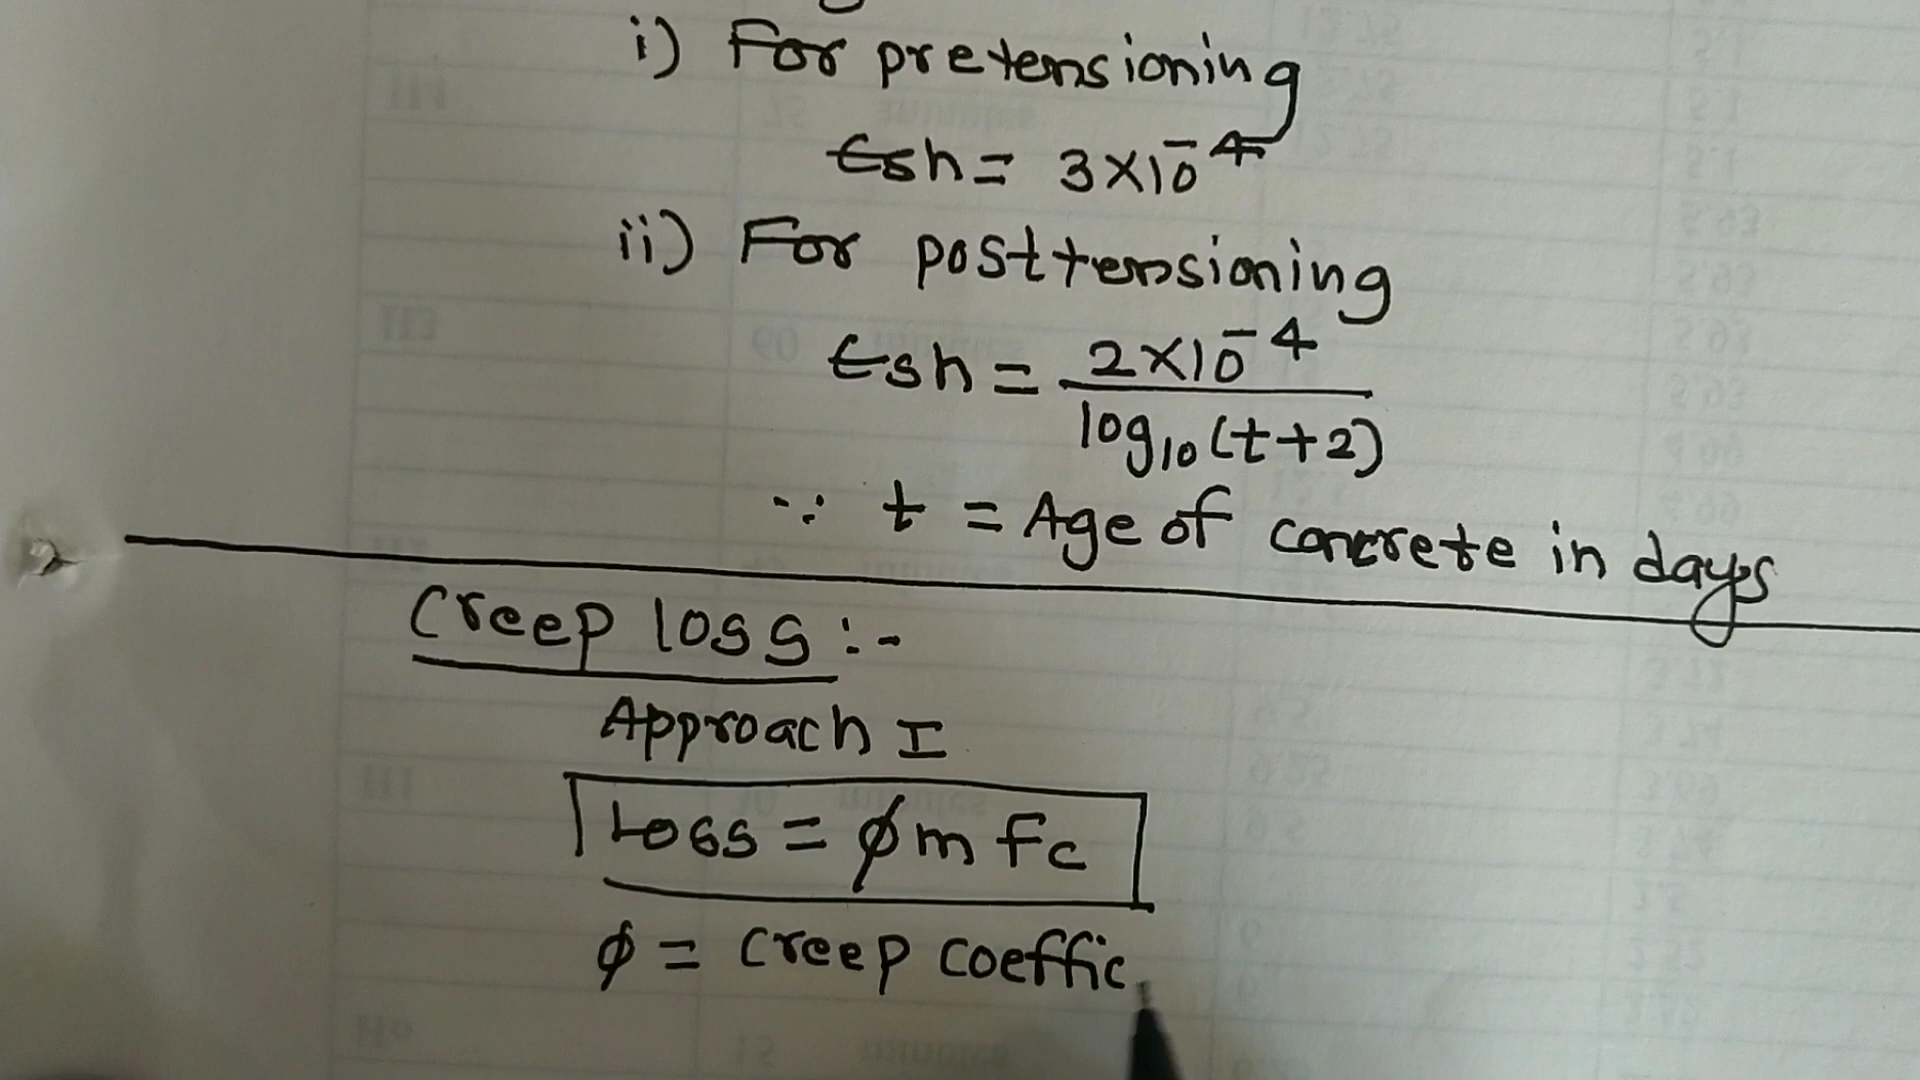 i) For pretensioning
εsh = 3×10⁻⁴
ii) For posttensioning
εsh = 2×10⁻⁴
log₁₀(t+2)
∵ t = Age of concrete in days
Creep loss :-
Approach I
Loss = ϕ m fc
ϕ = creep coeffic